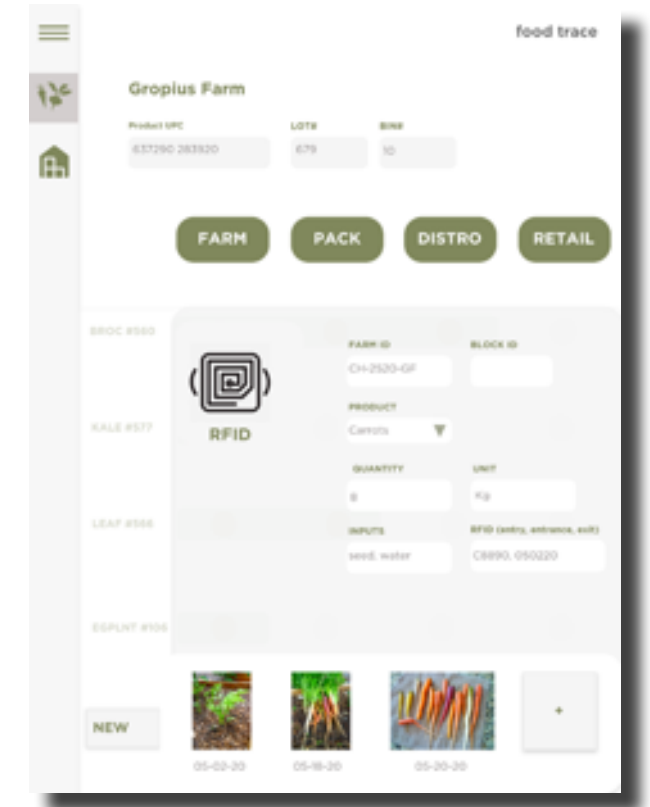 food trace
Gropius Farm
Product UPC LOT# BIN#
637290 283920 679 10
FARM PACK DISTRO RETAIL
BROC #560
FARM ID BLOCK ID
CH-2520-GF
PRODUCT
KALE #577
RFID
Carrots
QUANTITY UNIT
8 Kg
LEAF #566
INPUTS RFID (entry, entrance, exit)
seed, water C8890, 050220
EGPLNT #106
NEW
+
05-02-20 05-18-20 05-20-20